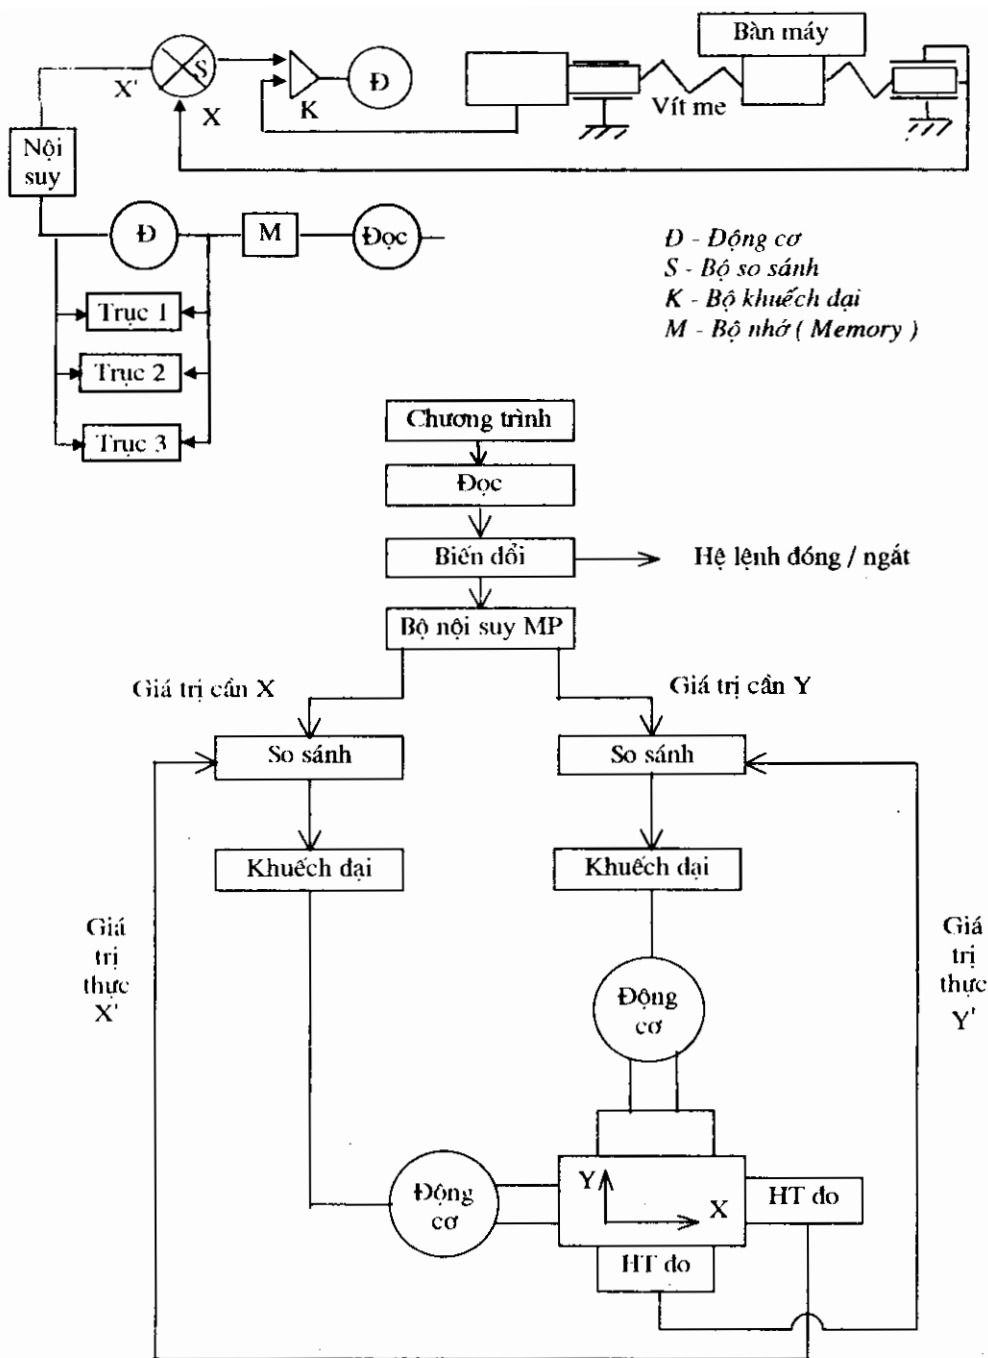 Bàn máy
X'
S
X
K
Đ
Vít me
Nội
suy
Đ
M
Đọc
Trục 1
Trục 2
Trục 3
Đ - Động cơ
S - Bộ so sánh
K - Bộ khuếch đại
M - Bộ nhớ ( Memory )
Chương trình
Đọc
Biến đổi
Hệ lệnh đóng / ngắt
Bộ nội suy MP
Giá trị cần X
Giá trị cần Y
So sánh
So sánh
Khuếch đại
Khuếch đại
Giá
trị
thực
X'
Giá
trị
thực
Y'
Động
cơ
Động
cơ
Y
X
HT đo
HT đo